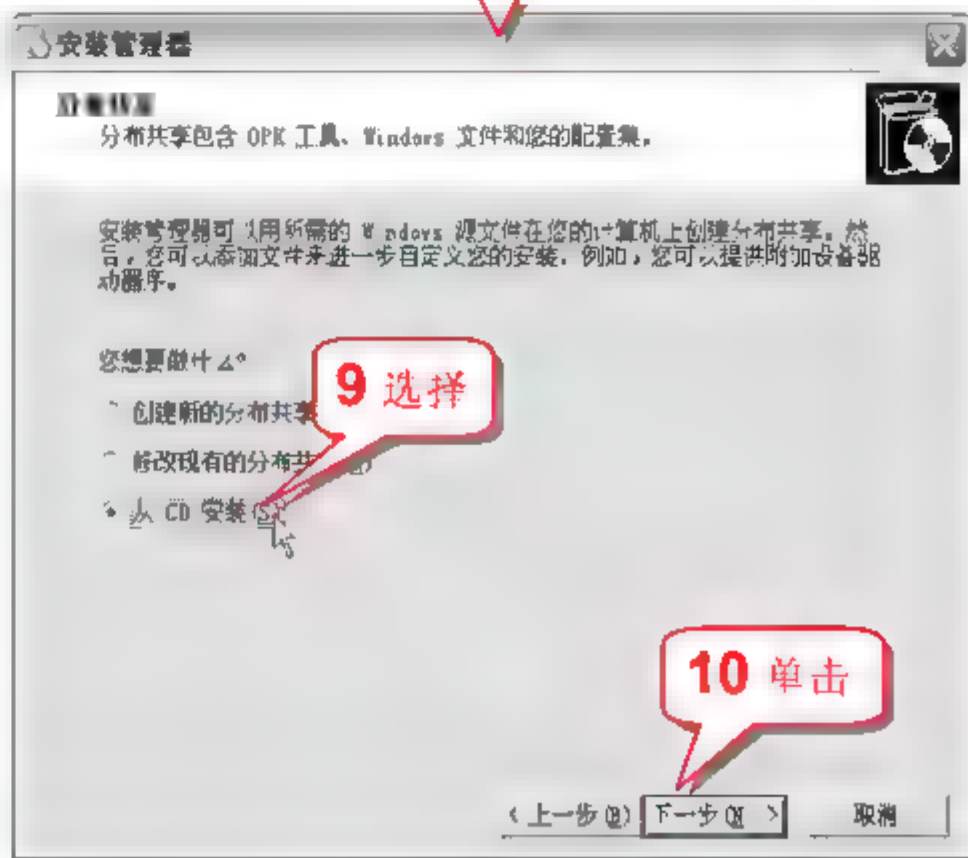 安装管理器
分布共享
分布共享包含 OPK 工具、Windows 文件和您的配置集。
安装管理器可以用所需的 Windows 源文件在您的计算机上创建分布共享。然
后，您可以添加文件来进一步自定义您的安装。例如，您可以提供附加设备驱
动程序。
您想要做什么?
9 选择
创建新的分布共享
修改现有的分布共
从 CD 安装(S)
10 单击
< 上一步(B)
下一步(N) >
取消